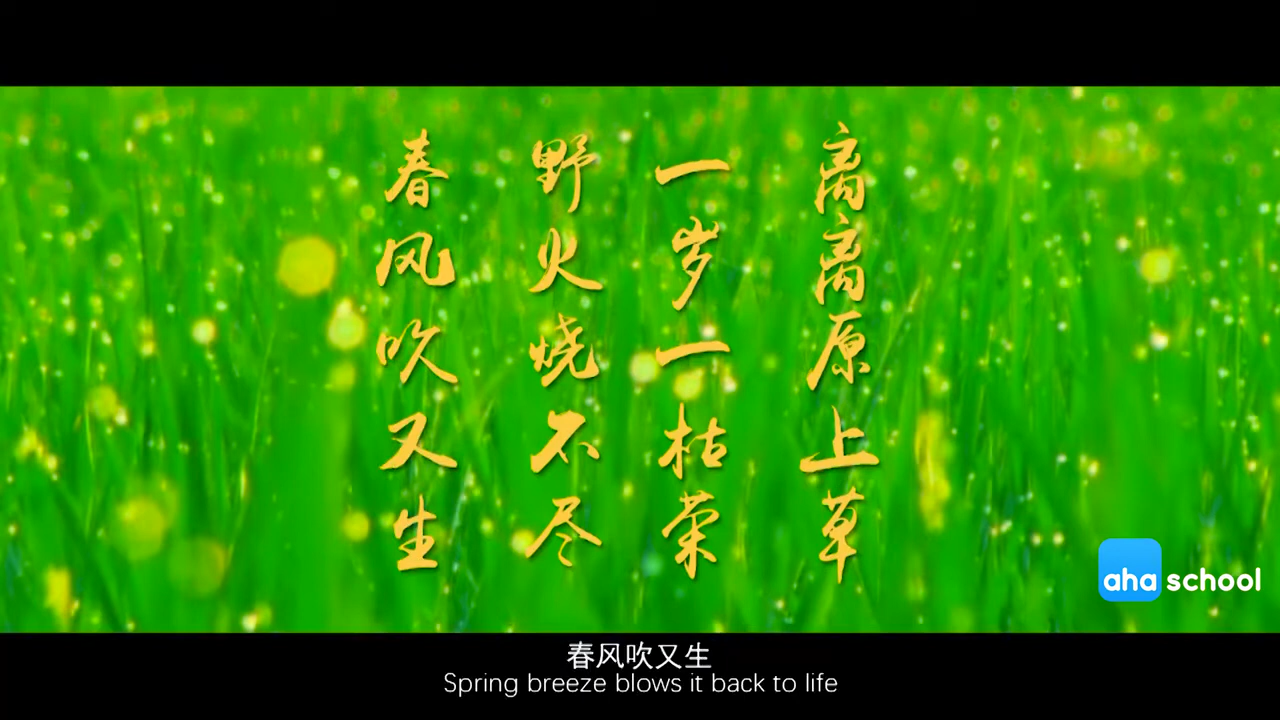 离离原上草
一岁一枯荣
野火烧不尽
春风吹又生
aha school
春风吹又生
Spring breeze blows it back to life